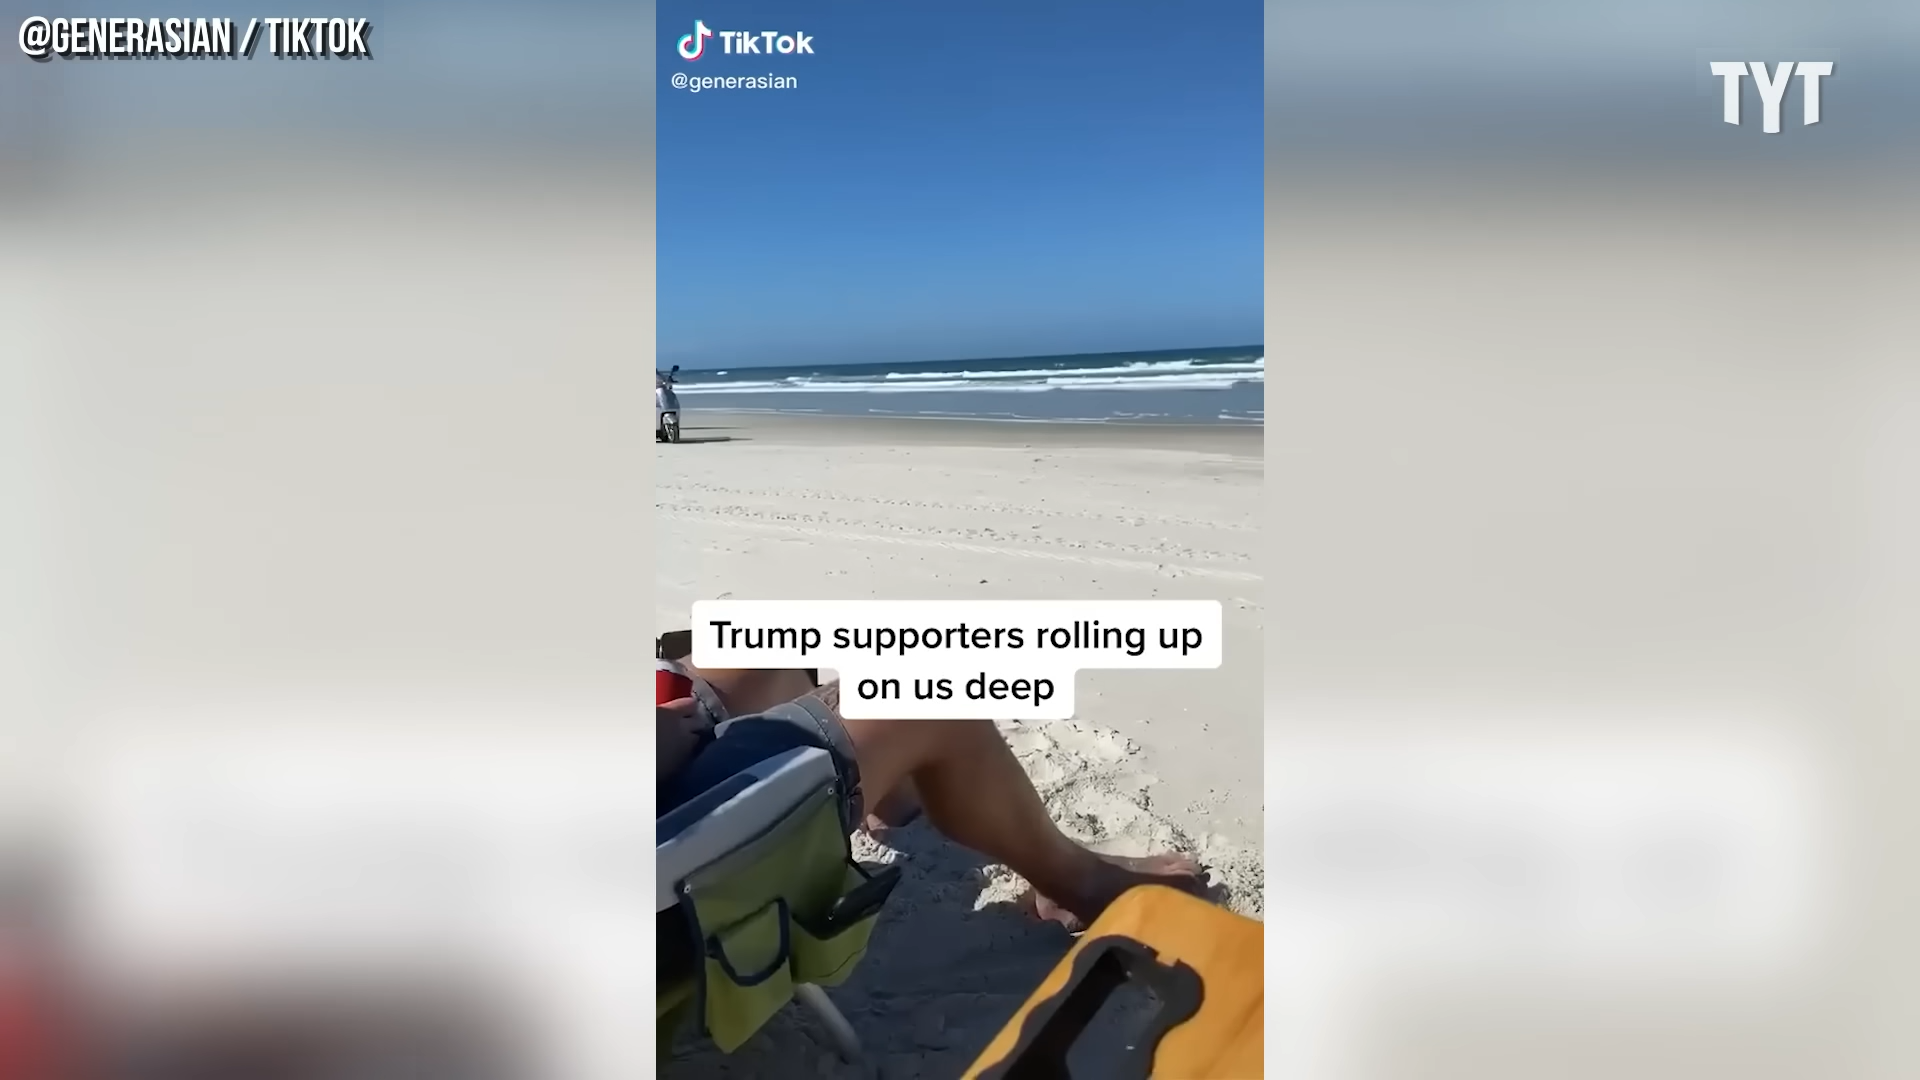 @GENERASIAN / TIKTOK
TikTok
@generasian
TYT
Trump supporters rolling up
on us deep